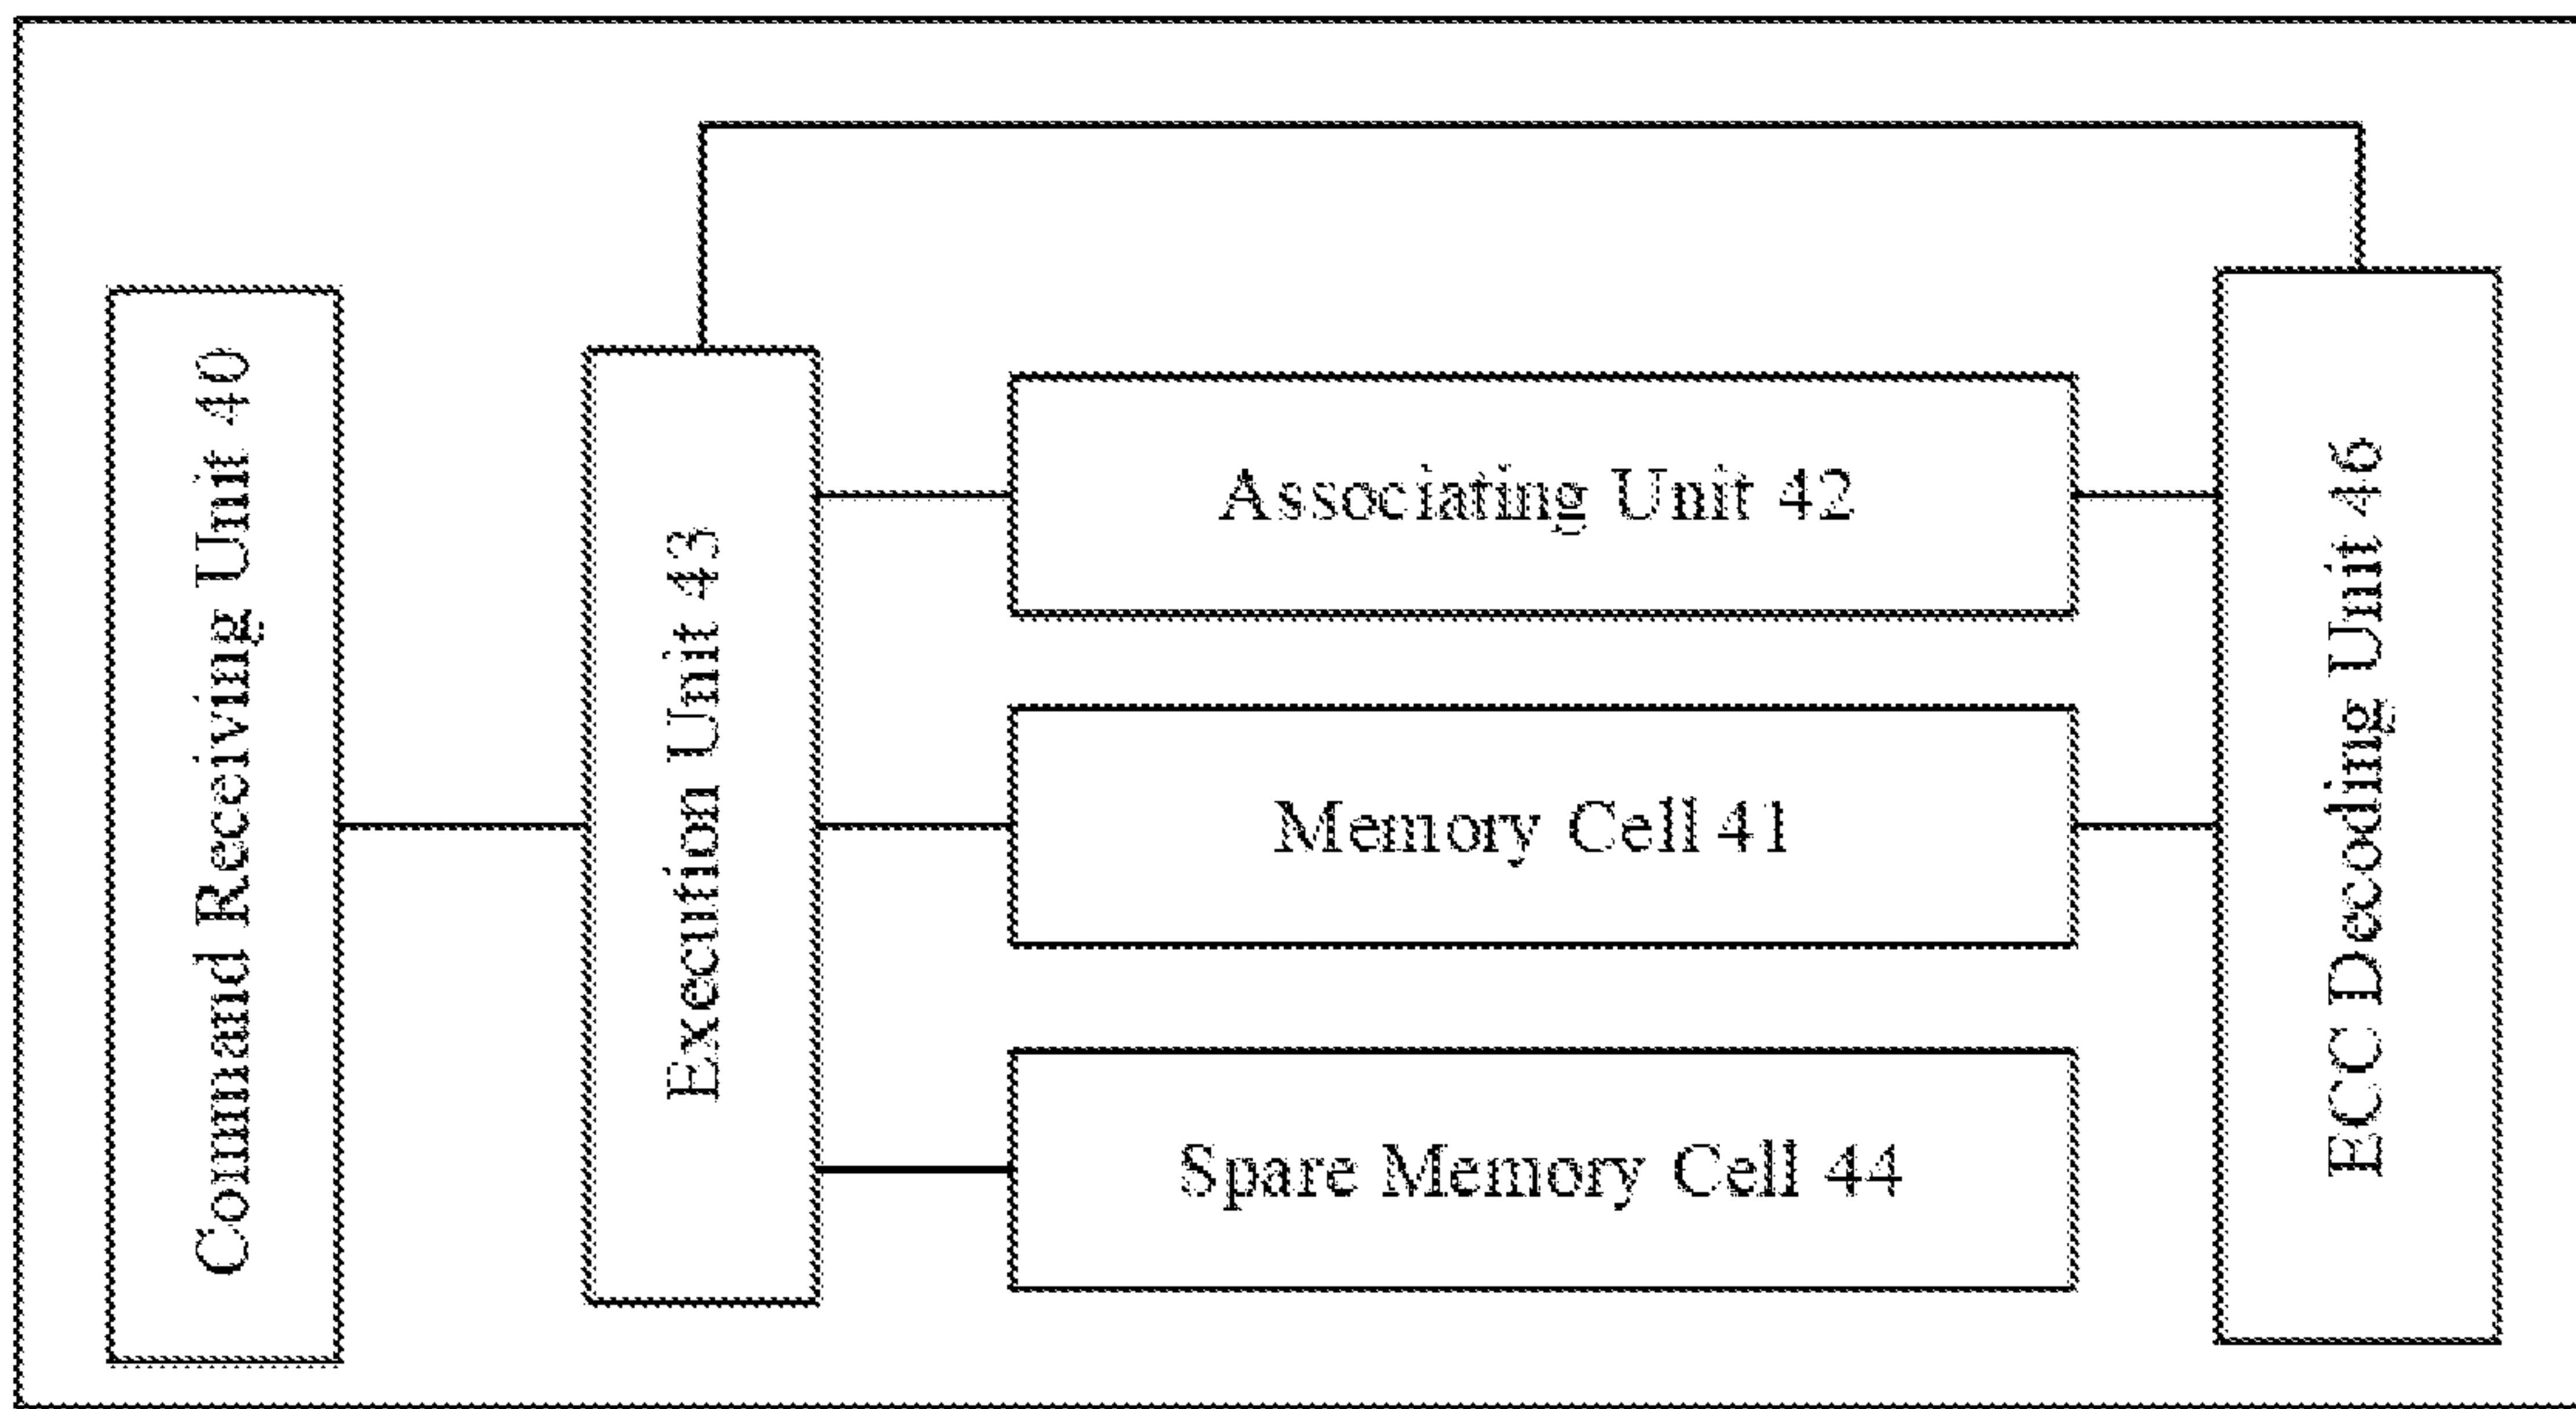 Command Receiving Unit 40
Execution Unit 43
Associating Unit 42
Memory Cell 41
Spare Memory Cell 44
ECC Decoding Unit 46